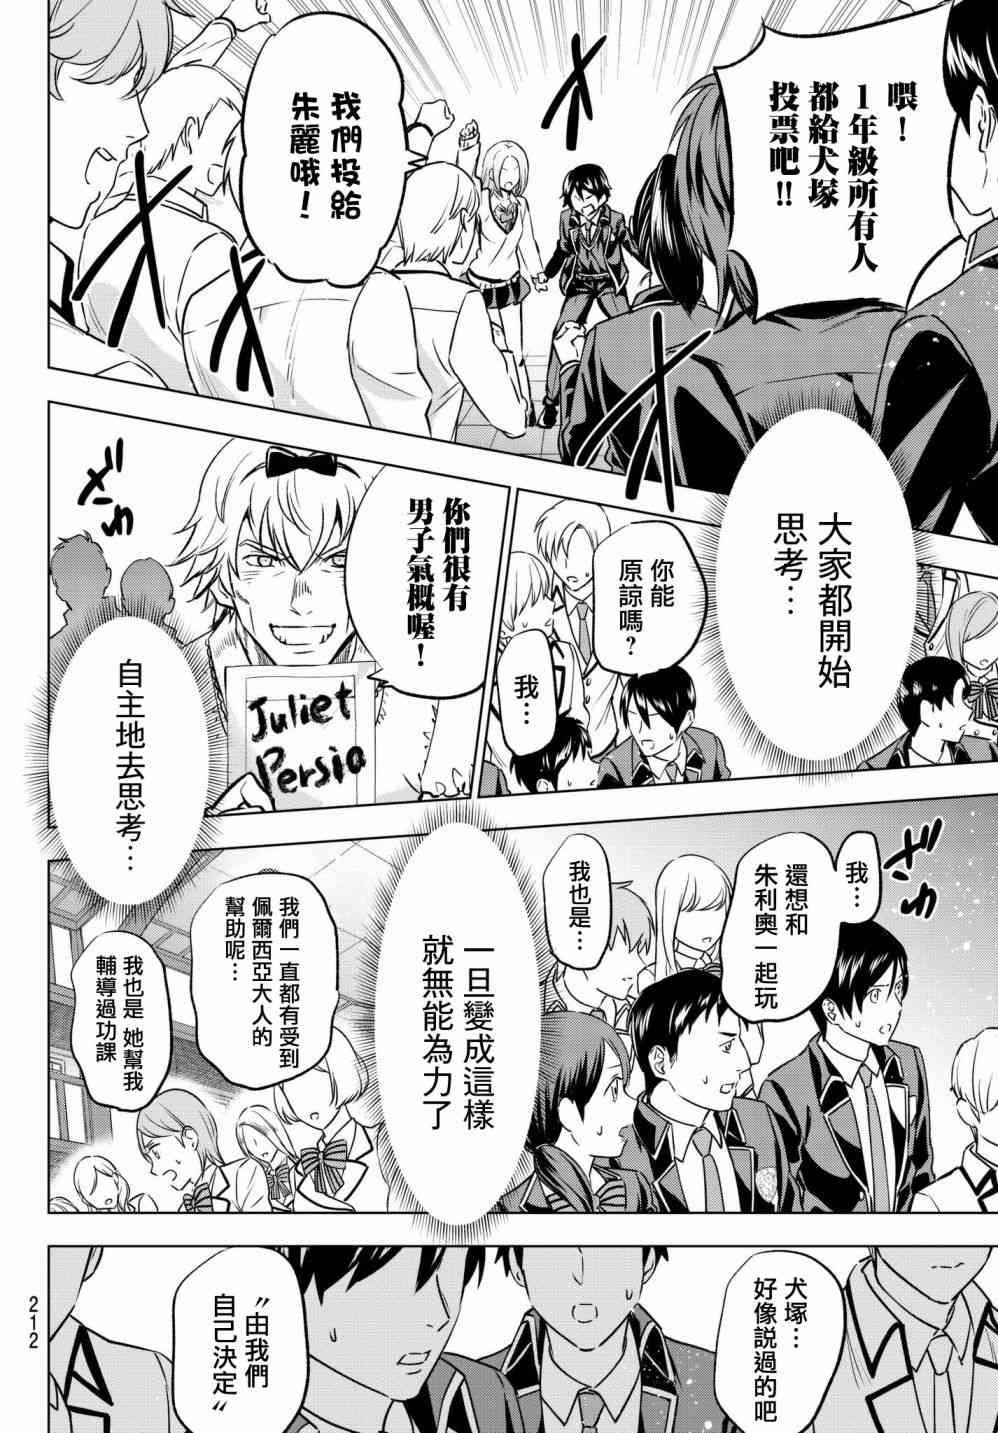 喂！
１年級所有人
都給犬塚
投票吧!!
我們投給
朱麗哦！
大家都開始
思考…
你能
原諒嗎？
我…
你們很有
男子氣概喔！
Juliet
Persia
自主地去思考…
我…
還想和
朱利奧一起玩
我也是…
一旦變成這樣
就無能為力了
我們一直都有受到
佩爾西亞大人的
幫助呢…
我也是 她幫我
輔導過功課
犬塚…
好像説過的吧
〝由我們
自己決定〞
212